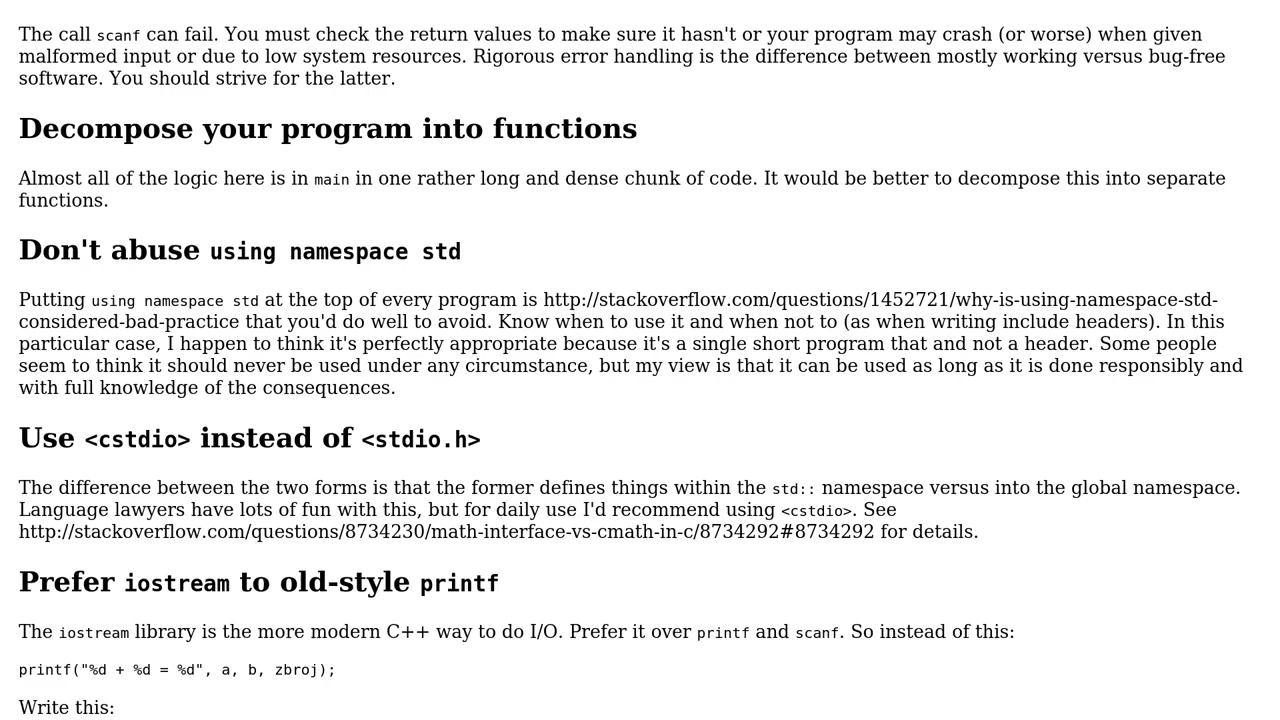 The call scanf can fail. You must check the return values to make sure it hasn't or your program may crash (or worse) when given
malformed input or due to low system resources. Rigorous error handling is the difference between mostly working versus bug-free
software. You should strive for the latter.
Decompose your program into functions
Almost all of the logic here is in main in one rather long and dense chunk of code. It would be better to decompose this into separate
functions.
Don't abuse using namespace std
Putting using namespace std at the top of every program is http://stackoverflow.com/questions/1452721/why-is-using-namespace-std-
considered-bad-practice that you'd do well to avoid. Know when to use it and when not to (as when writing include headers). In this
particular case, I happen to think it's perfectly appropriate because it's a single short program that and not a header. Some people
seem to think it should never be used under any circumstance, but my view is that it can be used as long as it is done responsibly and
with full knowledge of the consequences.
Use <cstdio> instead of <stdio.h>
The difference between the two forms is that the former defines things within the std:: namespace versus into the global namespace.
Language lawyers have lots of fun with this, but for daily use I'd recommend using <cstdio>. See
http://stackoverflow.com/questions/8734230/math-interface-vs-cmath-in-c/8734292#8734292 for details.
Prefer iostream to old-style printf
The iostream library is the more modern C++ way to do I/O. Prefer it over printf and scanf. So instead of this:
printf("%d + %d = %d", a, b, zbroj);
Write this: